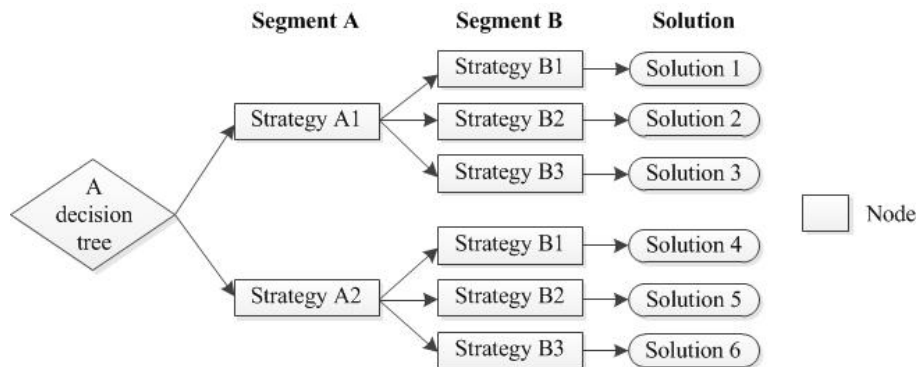 Segment A Segment B Solution
Strategy B1 Solution 1
Strategy A1 Strategy B2 Solution 2
Strategy B3 Solution 3
A
decision
tree
Node
Strategy B1 Solution 4
Strategy A2 Strategy B2 Solution 5
Strategy B3 Solution 6